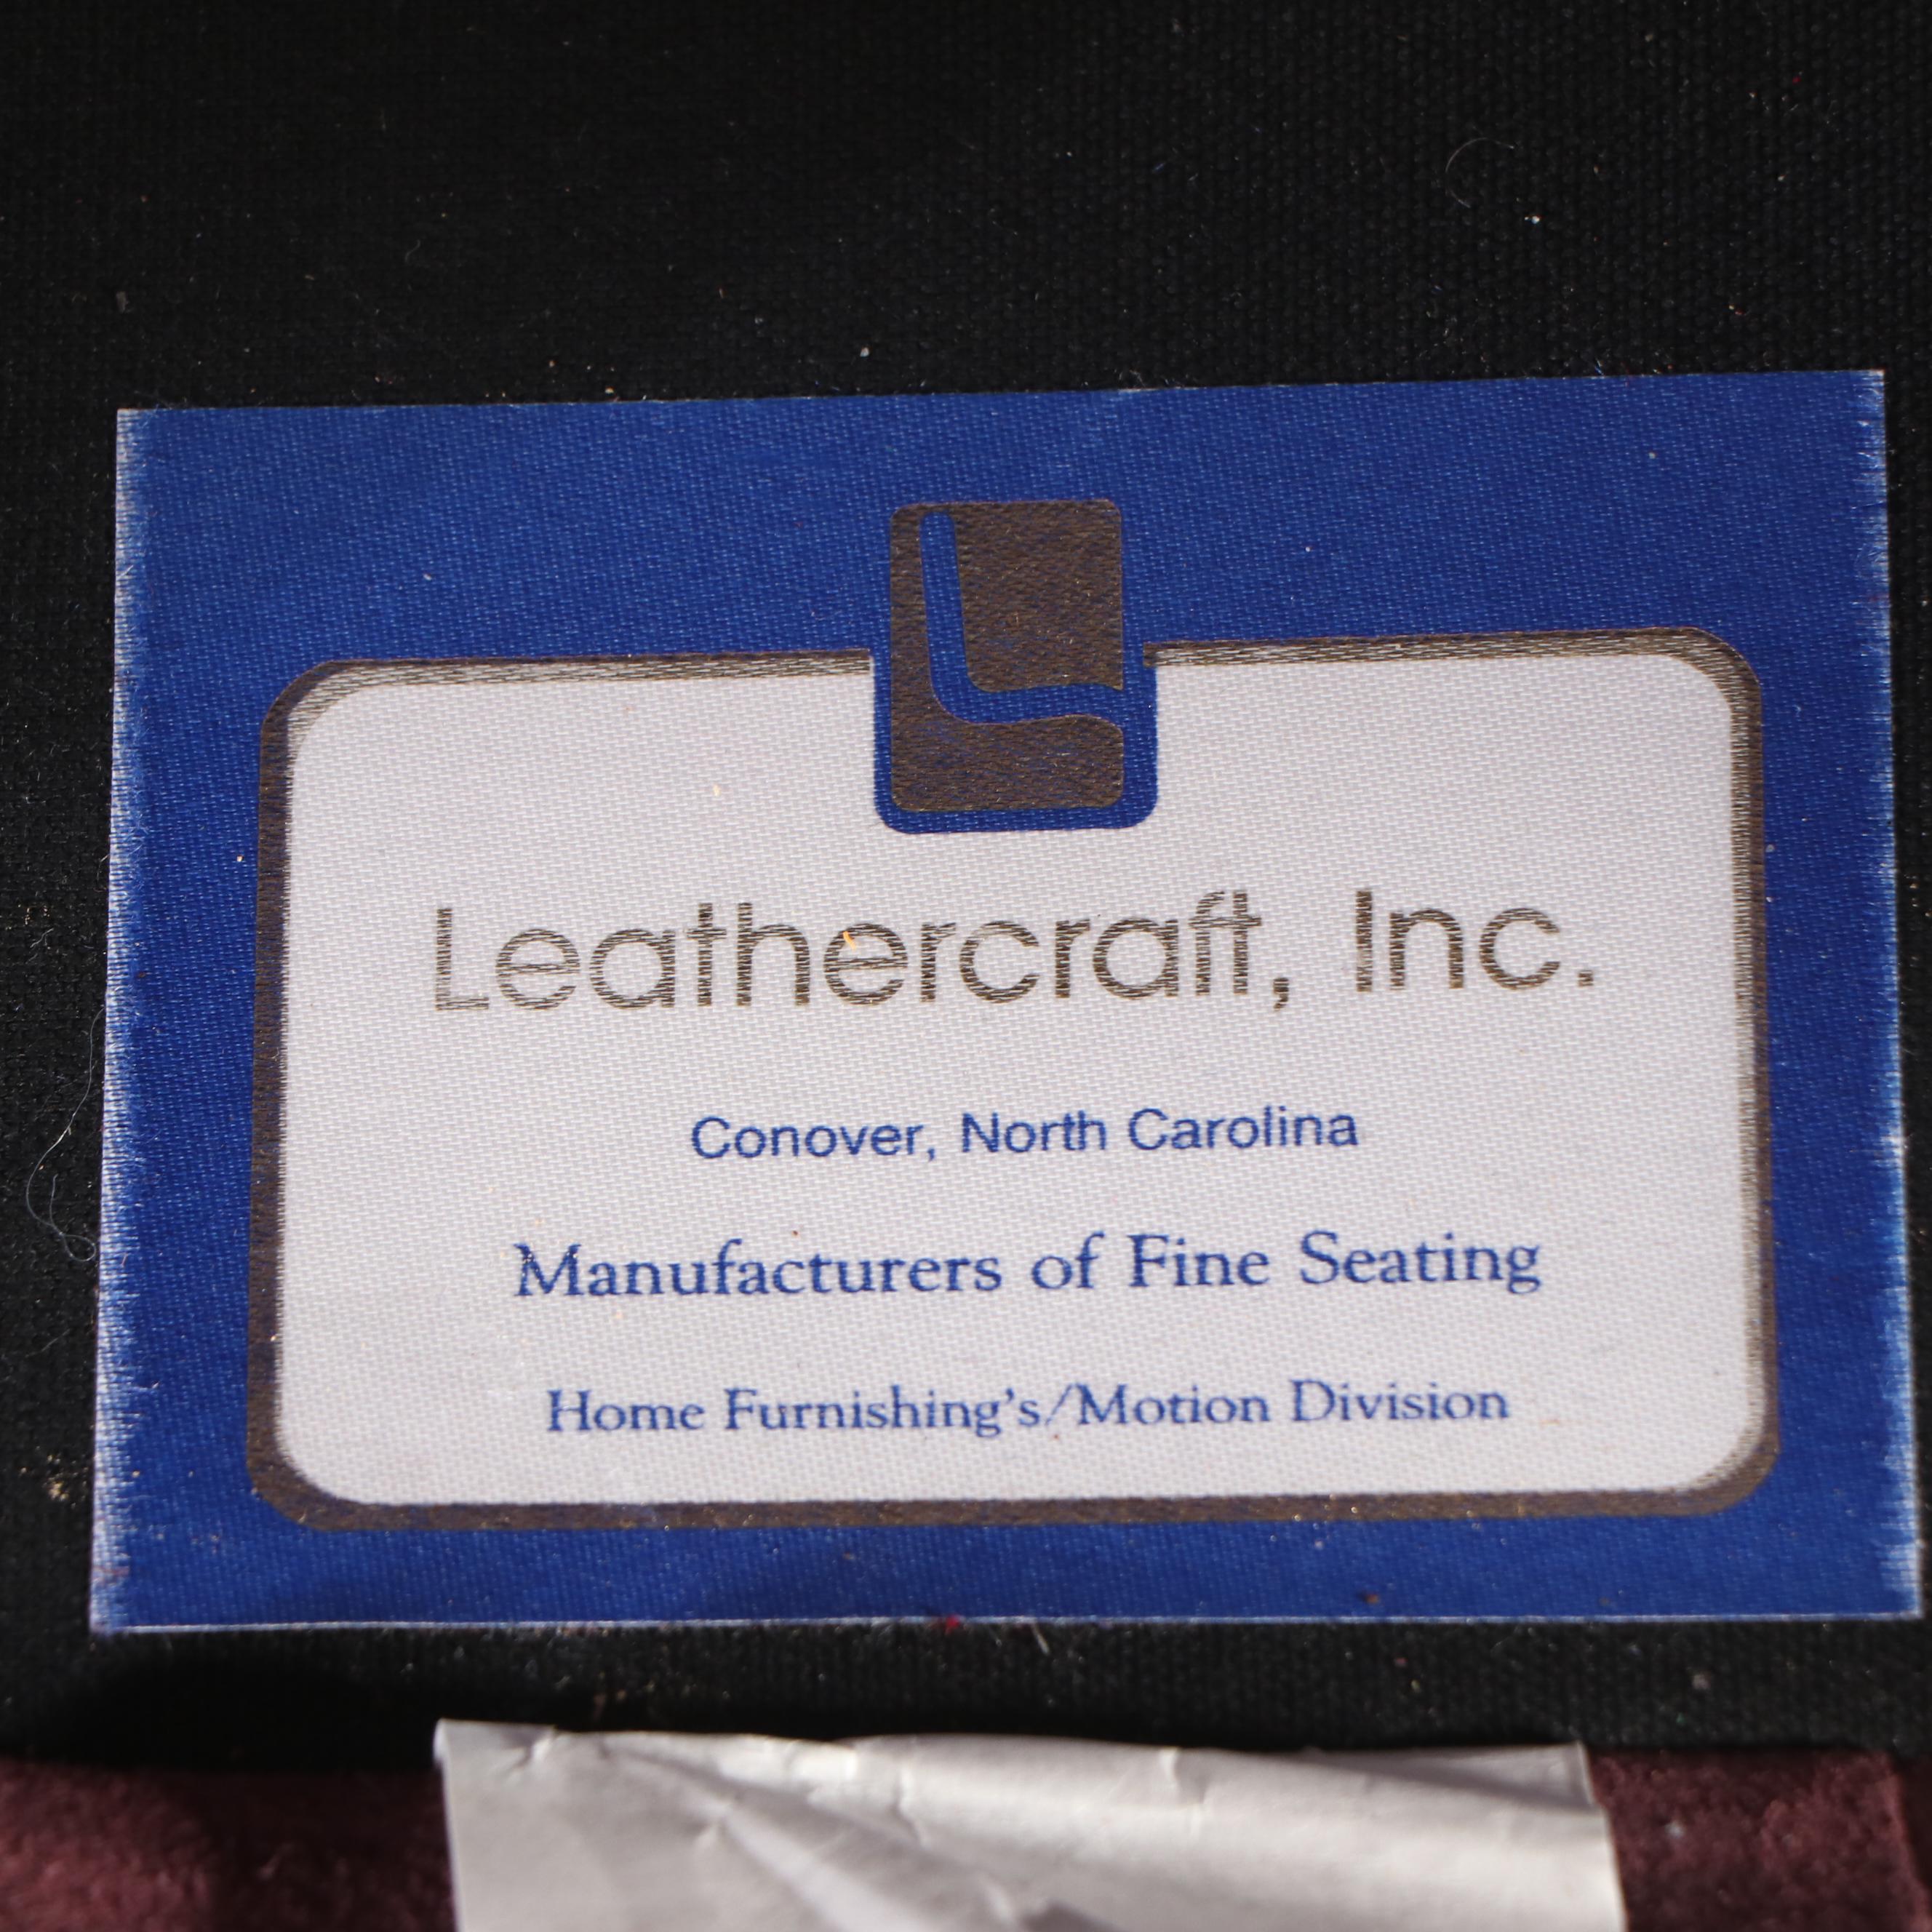 Leathercraft, Inc.
Conover, North Carolina
Manufacturers of Fine Seating
Home Furnishing's/Motion Division